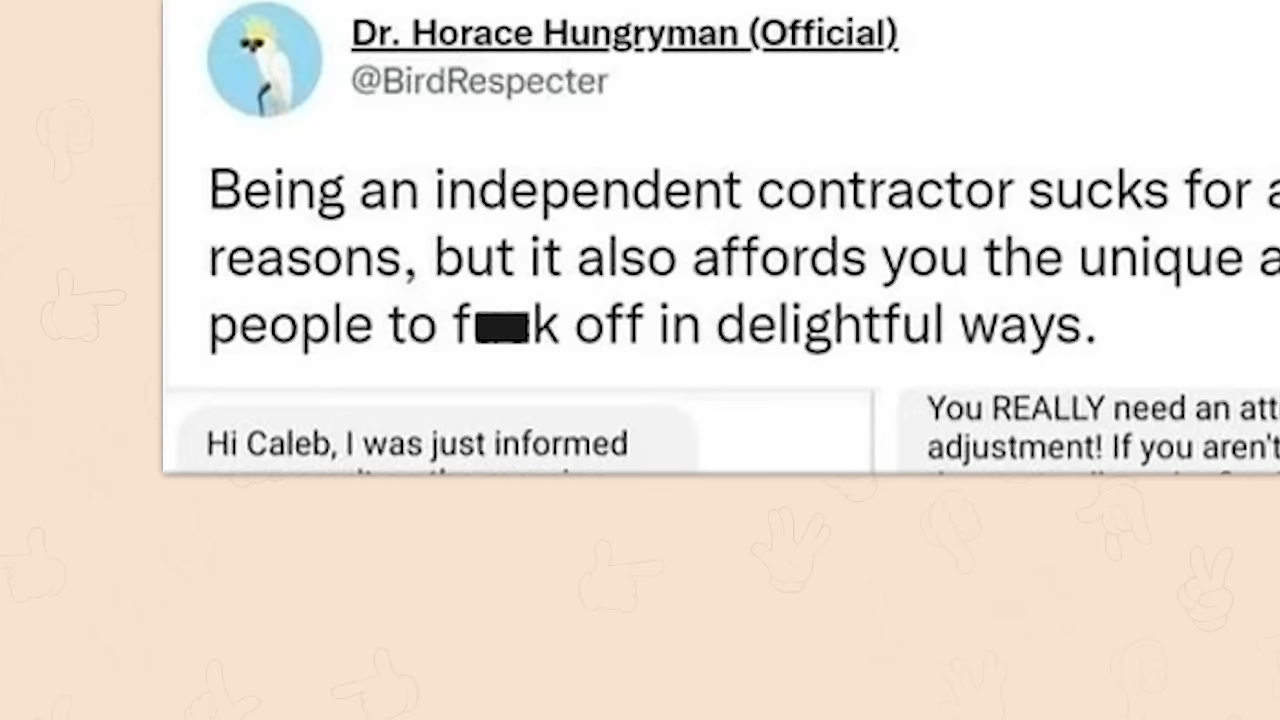 Dr. Horace Hungryman (Official)
@BirdRespecter
Being an independent contractor sucks for a
reasons, but it also affords you the unique a
people to f██k off in delightful ways.
Hi Caleb, I was just informed
You REALLY need an att
adjustment! If you aren't